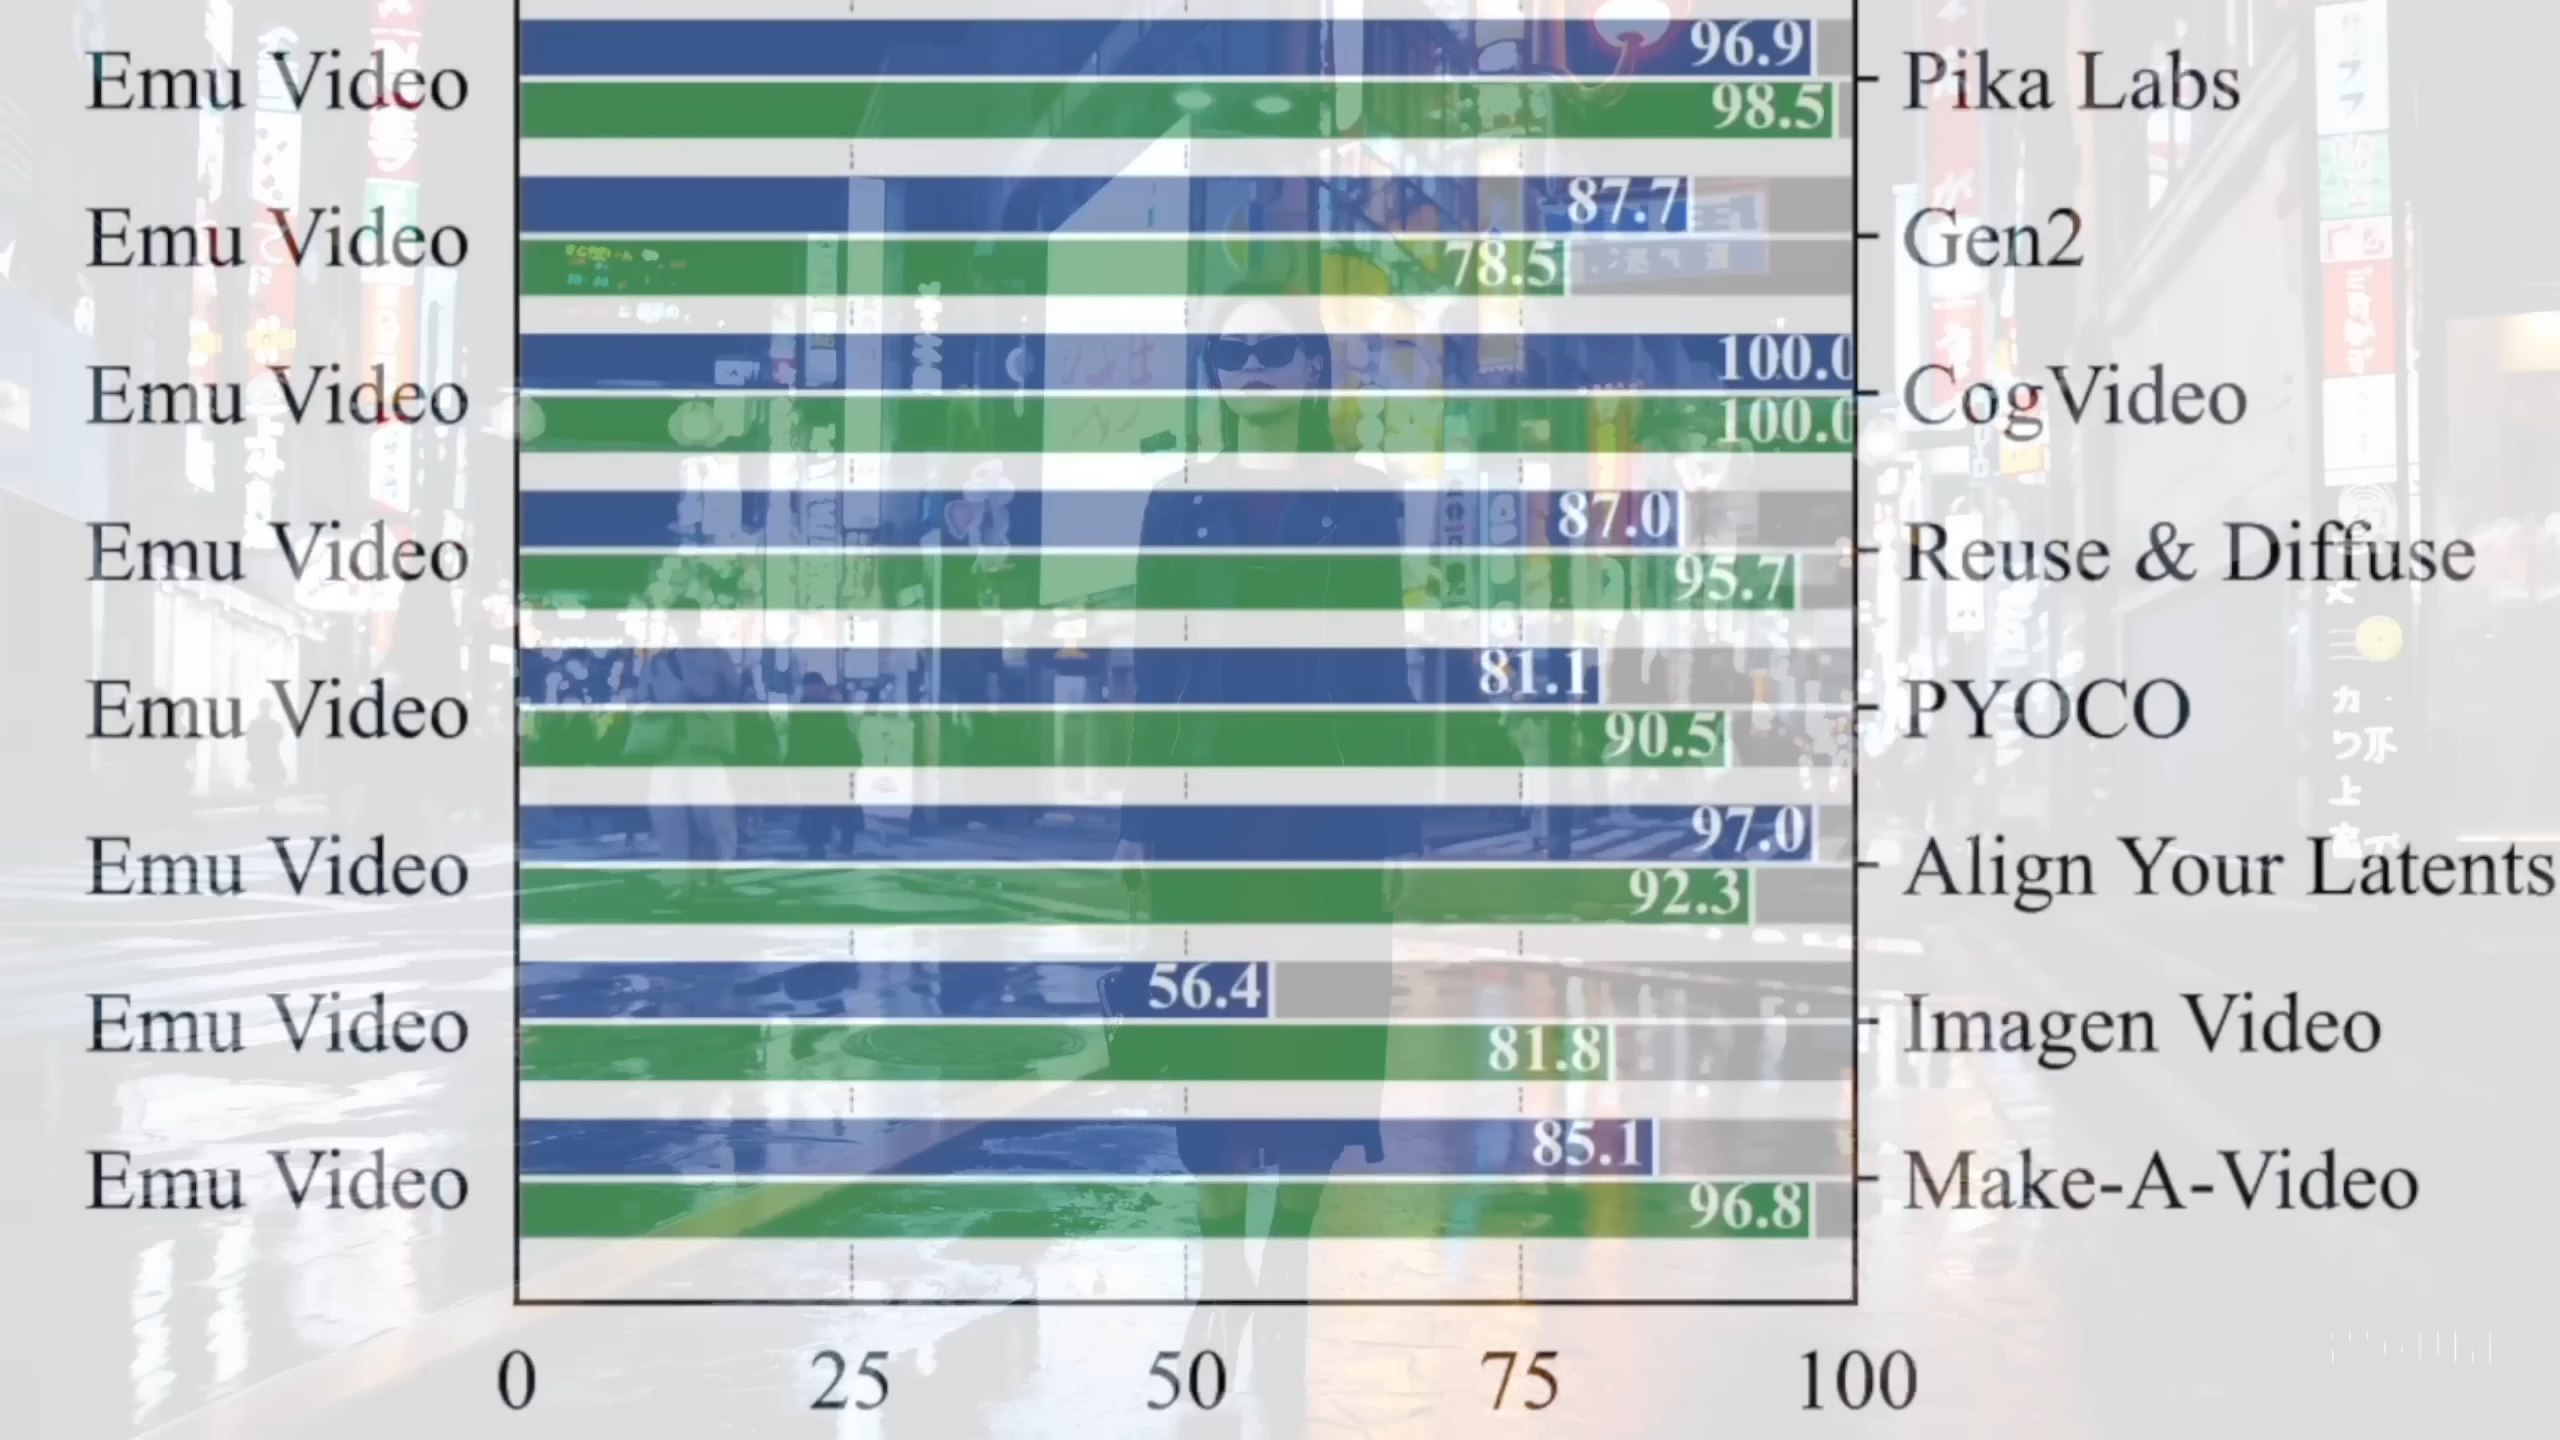 Emu Video 96.9 Pika Labs
98.5
Emu Video 87.7 Gen2
78.5
Emu Video 100.0 CogVideo
100.0
Emu Video 87.0 Reuse & Diffuse
95.7
Emu Video 81.1 PYOCO
90.5
Emu Video 97.0 Align Your Latents
92.3
Emu Video 56.4 Imagen Video
81.8
Emu Video 85.1 Make-A-Video
96.8
0 25 50 75 100